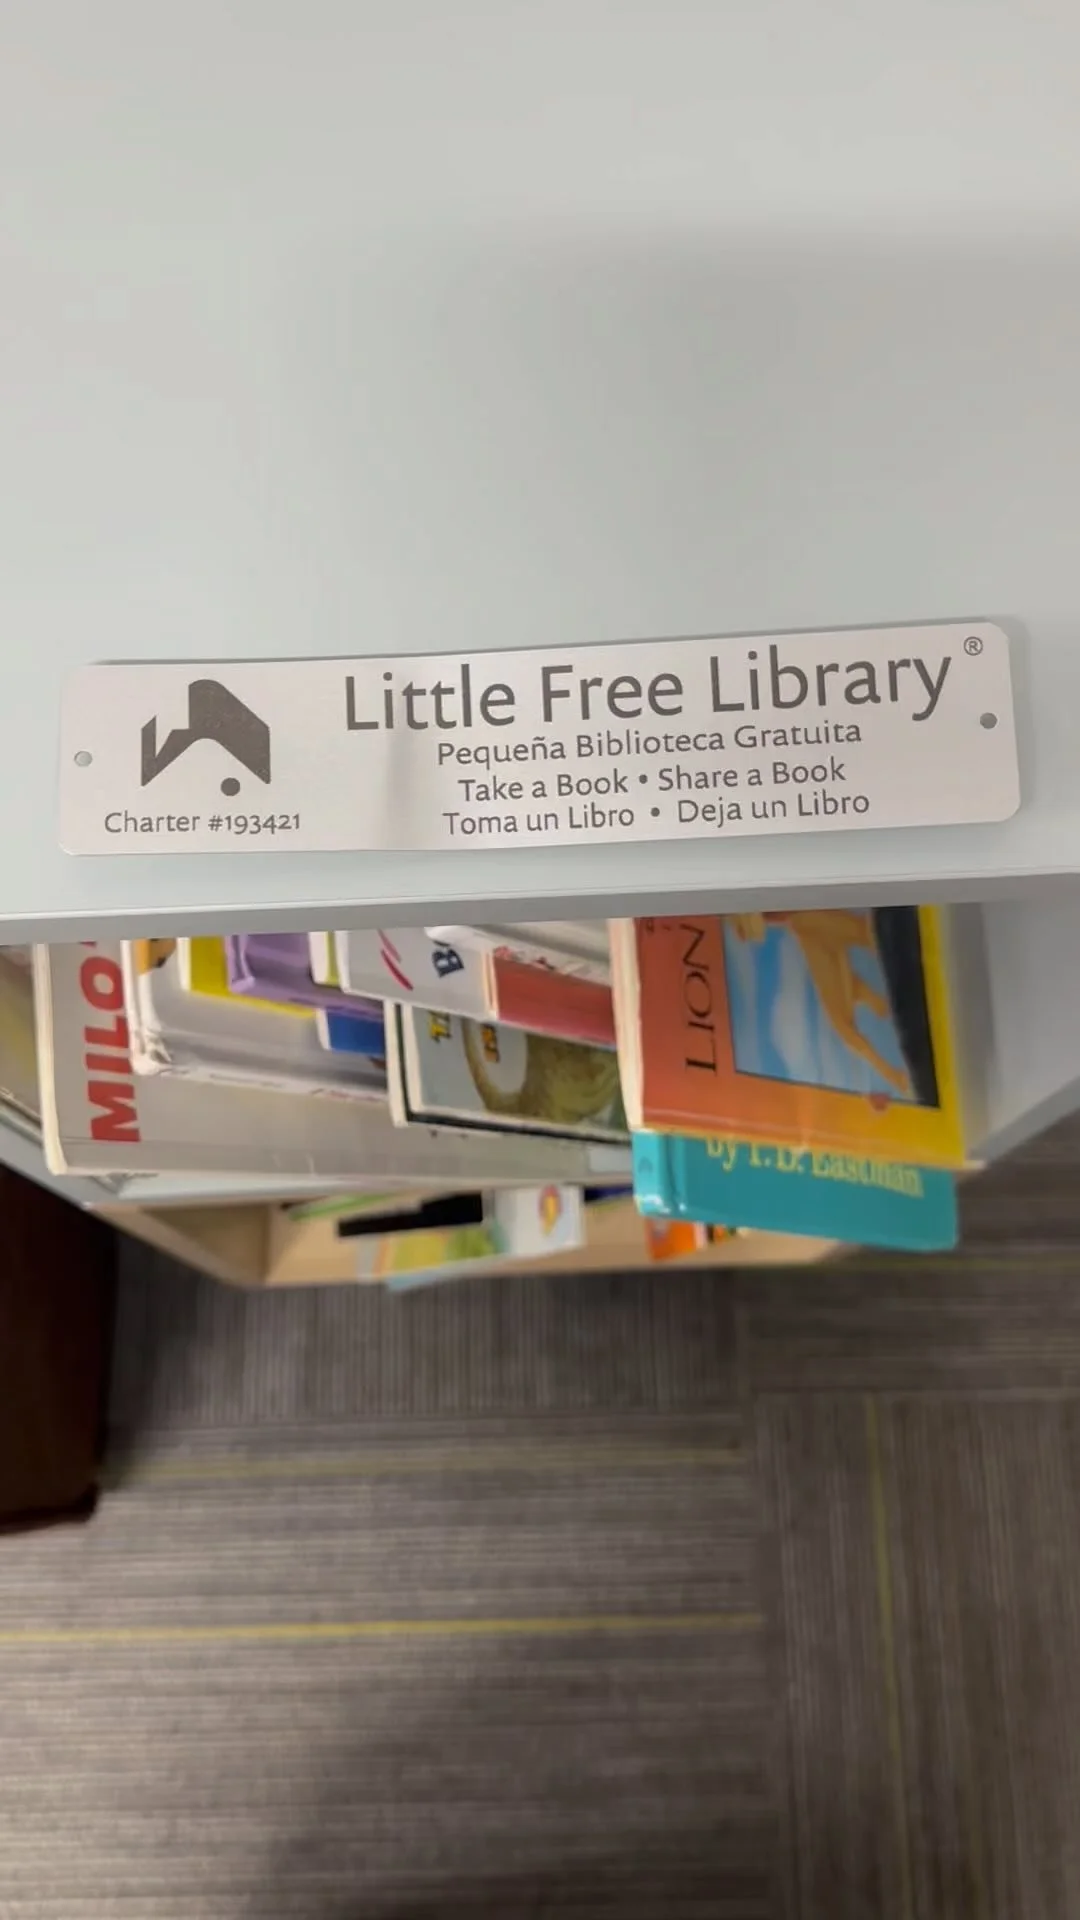 Little Free Library®
Pequeña Biblioteca Gratuita
Take a Book • Share a Book
Toma un Libro • Deja un Libro
Charter #193421
MILO
LION
by P. D. Eastman